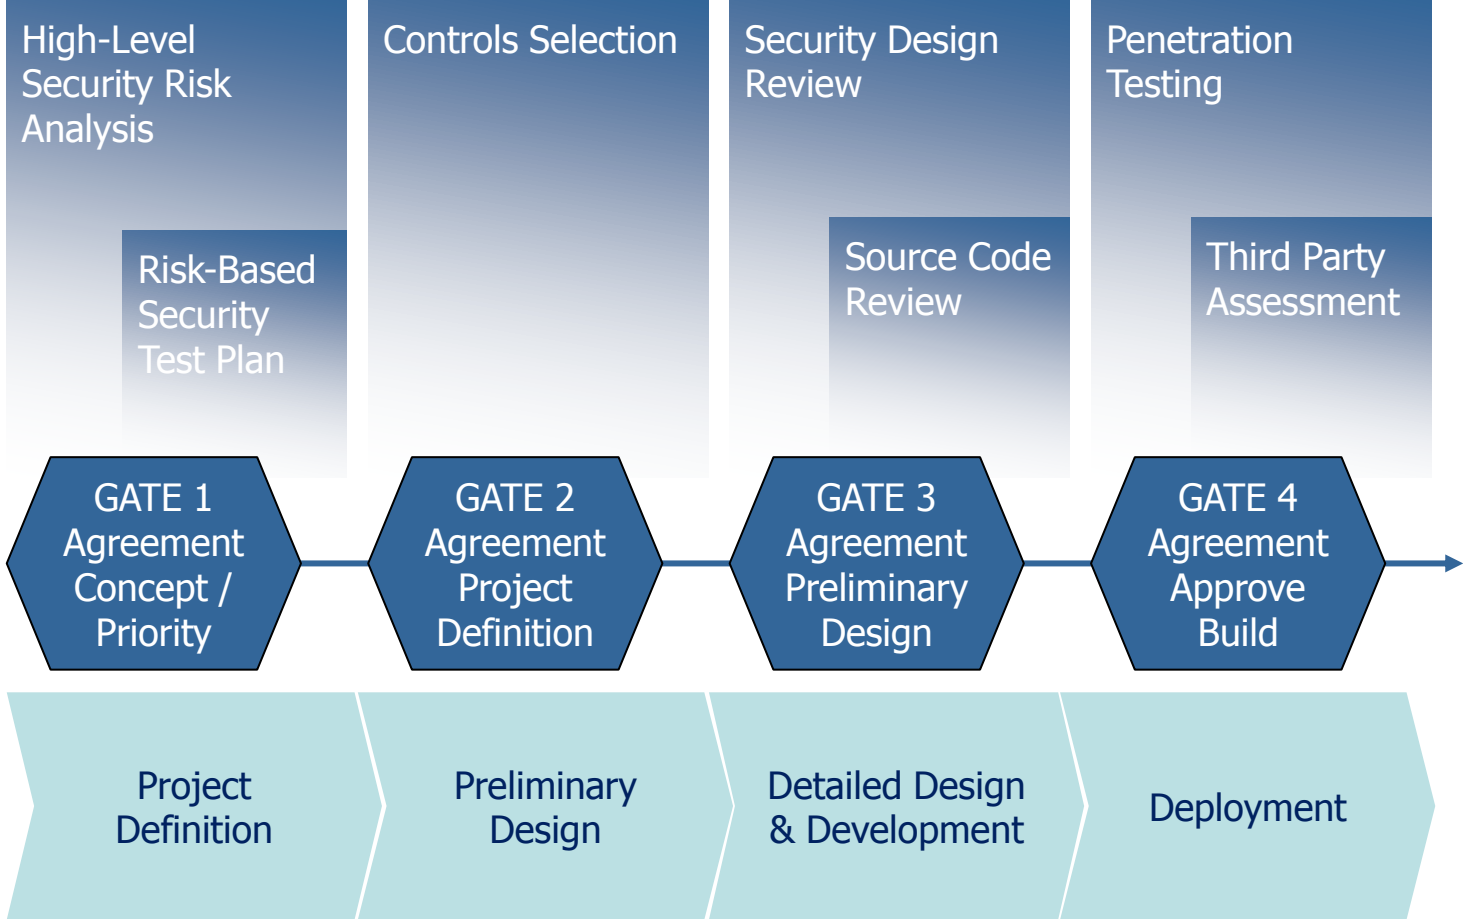 High-Level
Security Risk
Analysis
Risk-Based
Security
Test Plan
Controls Selection
Security Design
Review
Source Code
Review
Penetration
Testing
Third Party
Assessment
GATE 1
Agreement
Concept /
Priority
GATE 2
Agreement
Project
Definition
GATE 3
Agreement
Preliminary
Design
GATE 4
Agreement
Approve
Build
Project
Definition
Preliminary
Design
Detailed Design
& Development
Deployment